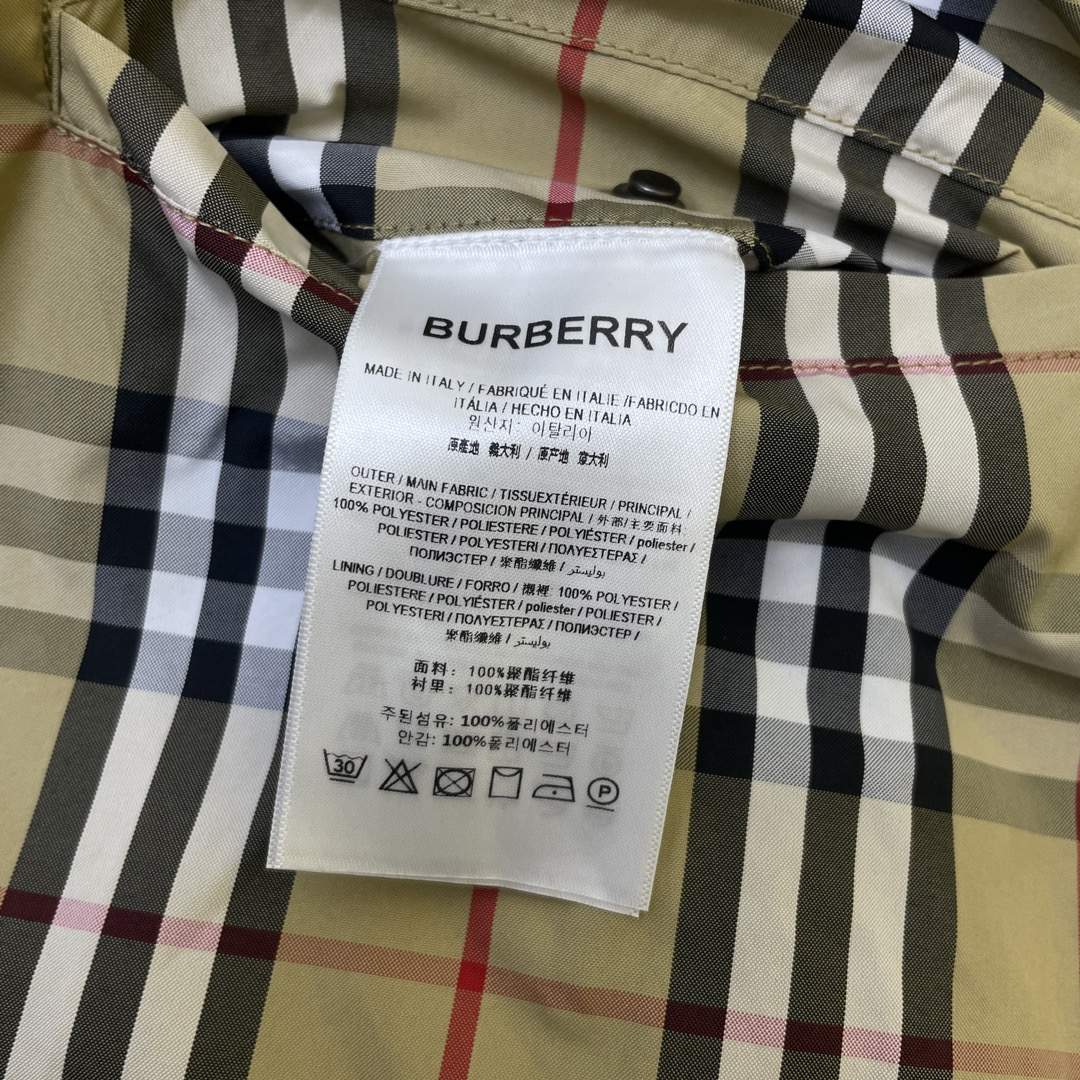 BURBERRY
MADE IN ITALY / FABRIQUÉ EN ITALIE /FABRICDO EN
ITÁLIA / HECHO EN ITALIA
원산지: 이탈리아
原產地 義大利 / 原产地 意大利
OUTER / MAIN FABRIC / TISSUEXTÉRIEUR / PRINCIPAL /
EXTERIOR - COMPOSICION PRINCIPAL / 外部/主要面料:
100% POLYESTER / POLIESTERE / POLYIÉSTER / poliester /
POLIESTER / POLYESTERI / ΠΟΛΥΕΣΤΕΡΑΣ /
ПОЛИЭСТЕР / 聚酯纖維 / بوليستر
LINING / DOUBLURE / FORRO / 襯裡: 100% POLYESTER /
POLIESTERE / POLYIÉSTER / poliester / POLIESTER /
POLYESTERI / ΠΟΛΥΕΣΤΕΡΑΣ / ПОЛИЭСТЕР /
聚酯纖維 / بوليستر
面料: 100%聚酯纤维
衬里: 100%聚酯纤维
주된섬유: 100%폴리에스터
안감: 100%폴리에스터
30 P